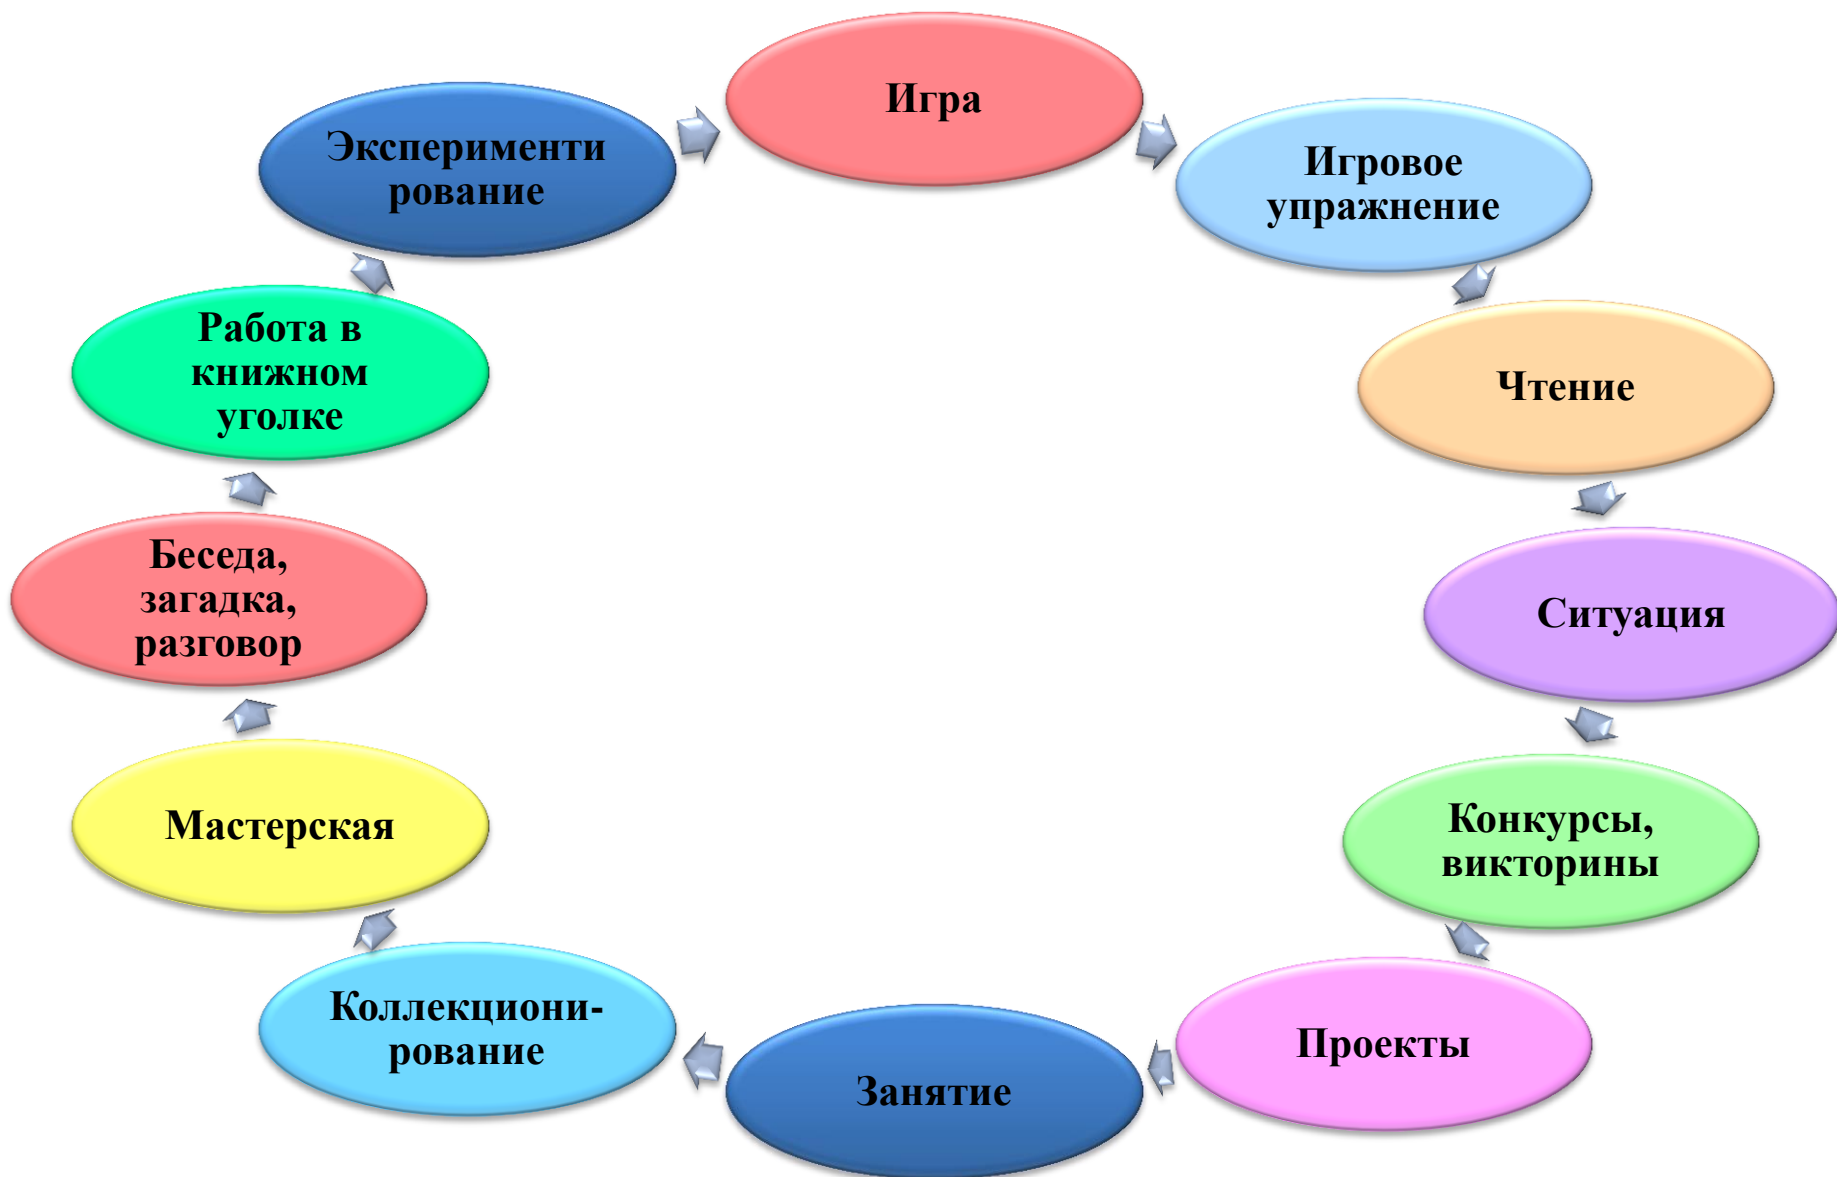 Игра
Игровое
упражнение
Чтение
Ситуация
Конкурсы,
викторины
Проекты
Занятие
Коллекциони-
рование
Мастерская
Беседа,
загадка,
разговор
Работа в
книжном
уголке
Эксперименти
рование